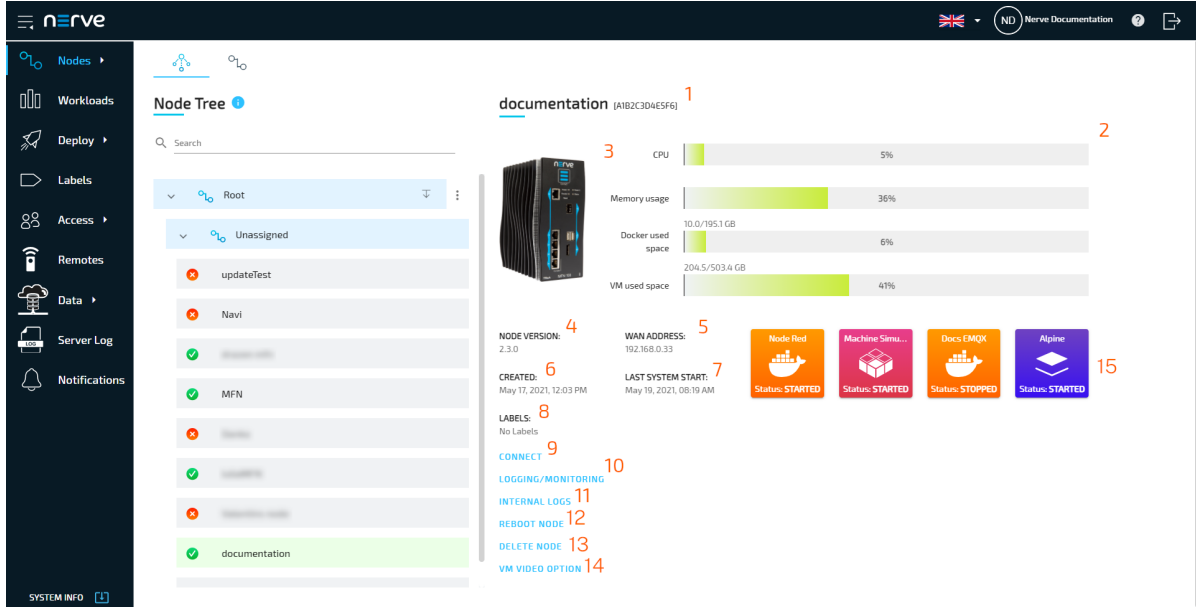 nerve
ND Nerve Documentation
Nodes
Workloads
Deploy
Labels
Access
Remotes
Data
LOG
Server Log
Notifications
SYSTEM INFO
Node Tree
Search
Root
Unassigned
updateTest
Navi
MFN
documentation
documentation [A1B2C3D4E5F6] 1
2
3
nerve
CPU 5%
Memory usage 36%
10.0/195.1 GB
Docker used space 6%
204.5/503.4 GB
VM used space 41%
NODE VERSION: 4
2.3.0
WAN ADDRESS: 5
192.168.0.33
CREATED: 6
May 17, 2021, 12:03 PM
LAST SYSTEM START: 7
May 19, 2021, 08:19 AM
LABELS: 8
No Labels
CONNECT 9
LOGGING/MONITORING 10
INTERNAL LOGS 11
REBOOT NODE 12
DELETE NODE 13
VM VIDEO OPTION 14
Node Red
Status: STARTED
Machine Simu...
Status: STARTED
Docs EMQX
Status: STOPPED
Alpine
Status: STARTED
15